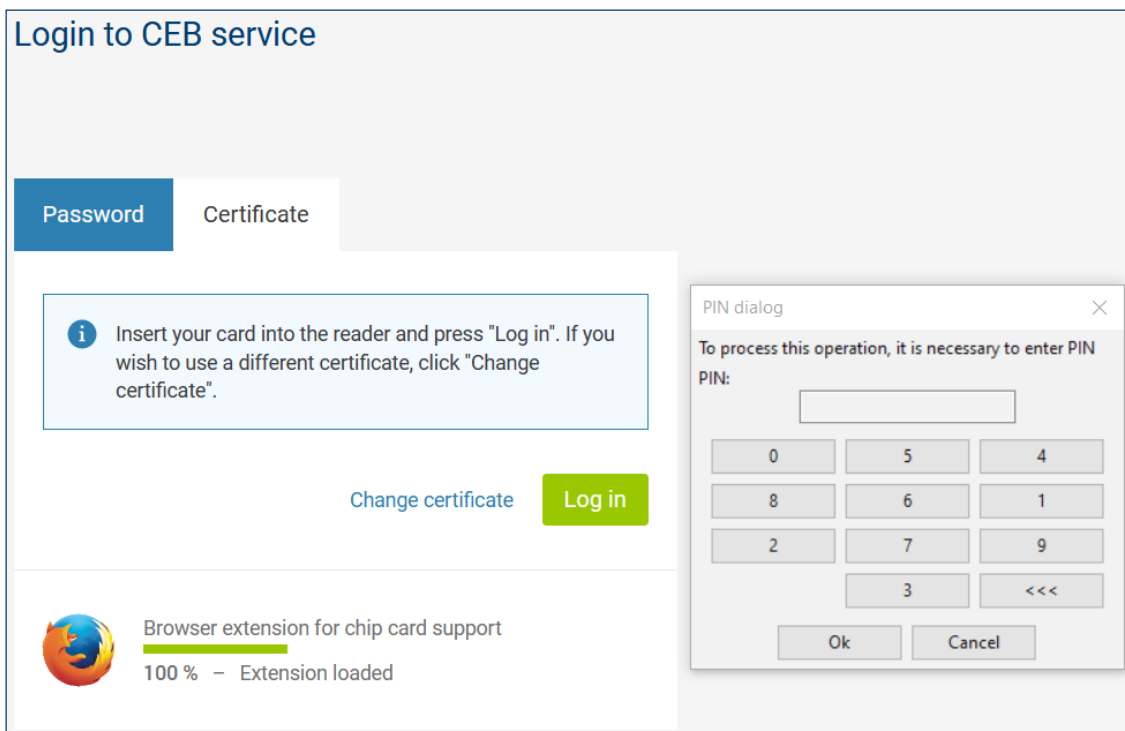 Login to CEB service
Password
Certificate
Insert your card into the reader and press "Log in". If you
wish to use a different certificate, click "Change
certificate".
Change certificate
Log in
Browser extension for chip card support
100 % – Extension loaded
PIN dialog
To process this operation, it is necessary to enter PIN
PIN:
0 5 4
8 6 1
2 7 9
3 <<<
Ok Cancel